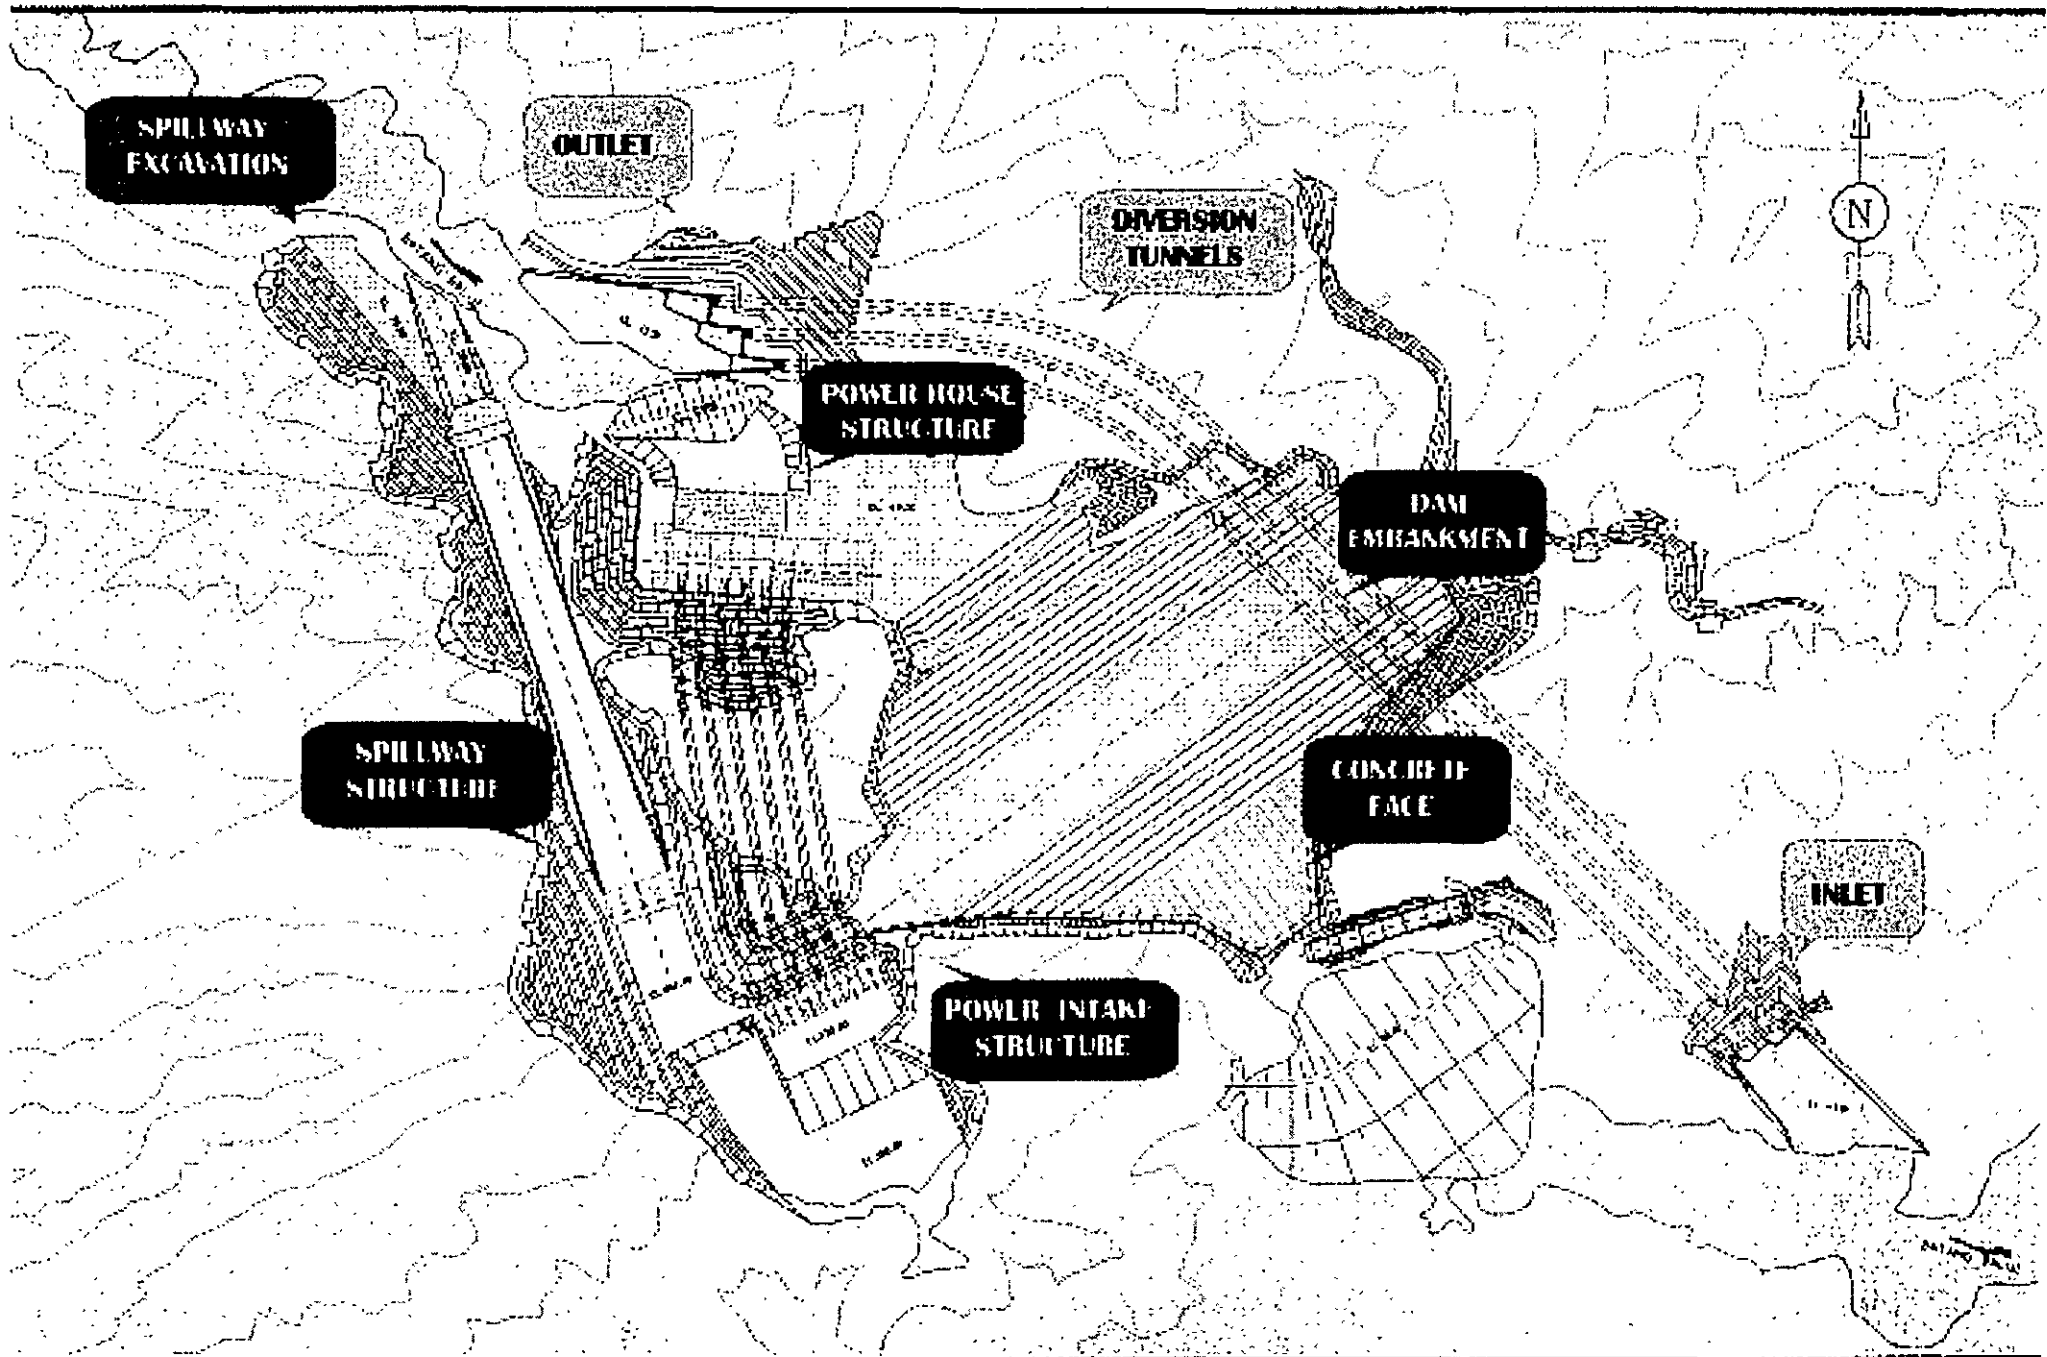 SPILLWAY
EXCAVATION
OUTLET
DIVERSION
TUNNELS
N
POWER HOUSE
STRUCTURE
DAM
EMBANKMENT
SPILLWAY
STRUCTURE
CONCRETE
FACE
INLET
POWER INTAKE
STRUCTURE